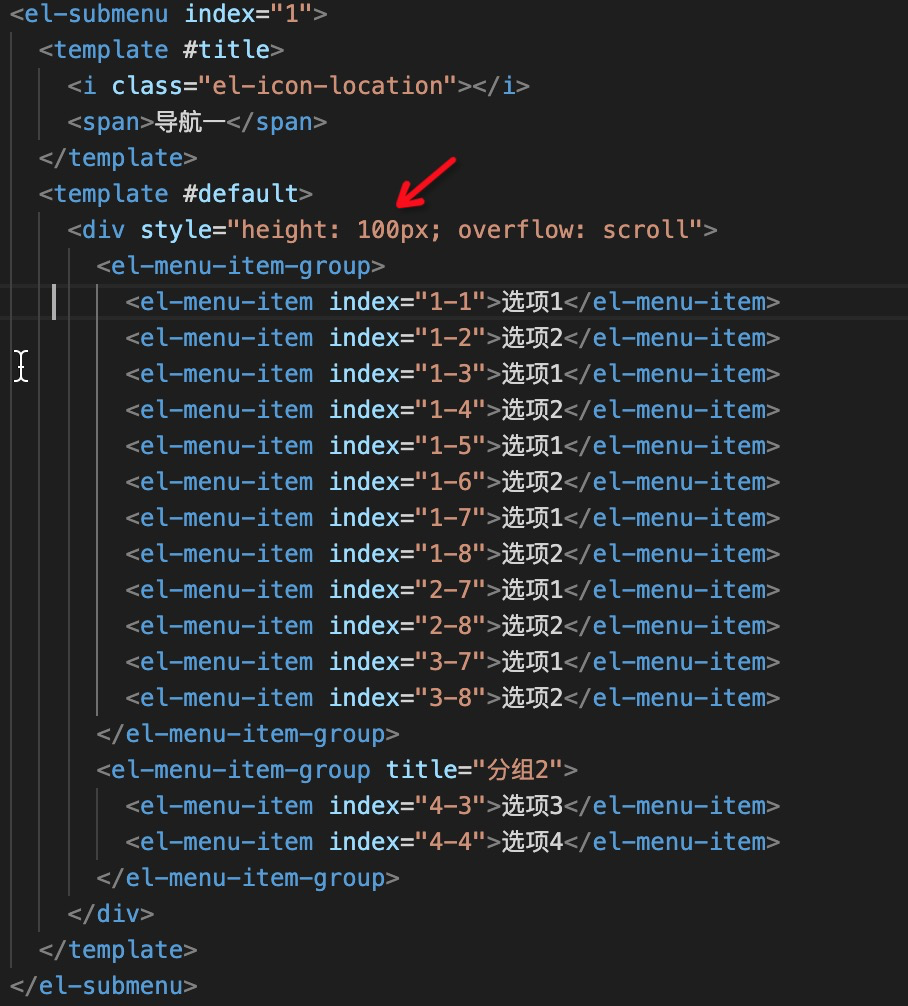 <el-submenu index="1">
<template #title>
<i class="el-icon-location"></i>
<span>导航一</span>
</template>
<template #default>
<div style="height: 100px; overflow: scroll">
<el-menu-item-group>
<el-menu-item index="1-1">选项1</el-menu-item>
<el-menu-item index="1-2">选项2</el-menu-item>
<el-menu-item index="1-3">选项1</el-menu-item>
<el-menu-item index="1-4">选项2</el-menu-item>
<el-menu-item index="1-5">选项1</el-menu-item>
<el-menu-item index="1-6">选项2</el-menu-item>
<el-menu-item index="1-7">选项1</el-menu-item>
<el-menu-item index="1-8">选项2</el-menu-item>
<el-menu-item index="2-7">选项1</el-menu-item>
<el-menu-item index="2-8">选项2</el-menu-item>
<el-menu-item index="3-7">选项1</el-menu-item>
<el-menu-item index="3-8">选项2</el-menu-item>
</el-menu-item-group>
<el-menu-item-group title="分组2">
<el-menu-item index="4-3">选项3</el-menu-item>
<el-menu-item index="4-4">选项4</el-menu-item>
</el-menu-item-group>
</div>
</template>
</el-submenu>